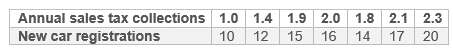 Annual sales tax collections 1.0 1.4 1.9 2.0 1.8 2.1 2.3
New car registrations 10 12 15 16 14 17 20